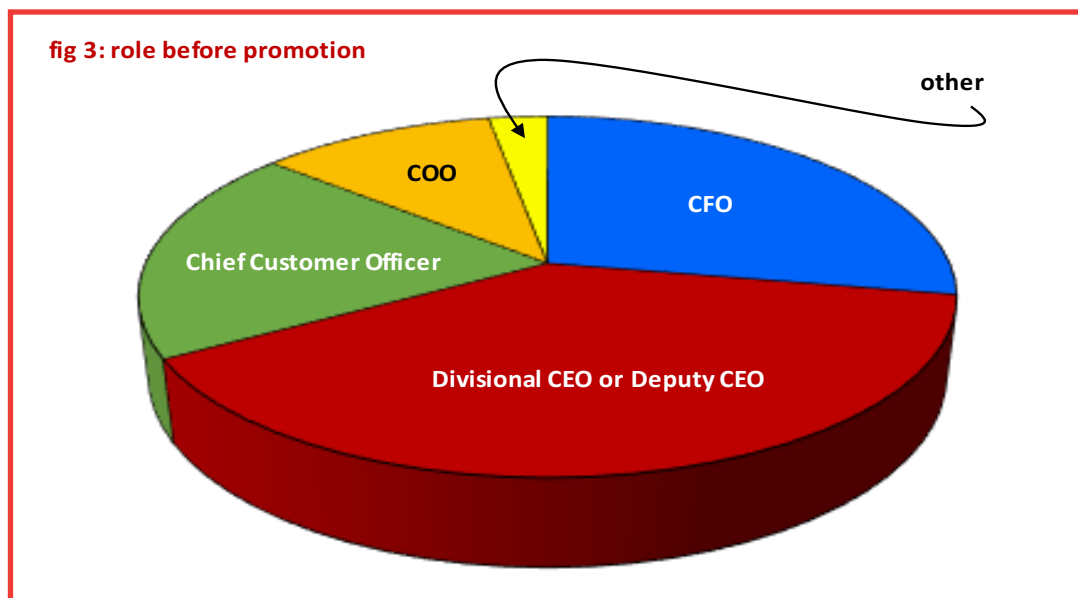 fig 3: role before promotion
other
COO
CFO
Chief Customer Officer
Divisional CEO or Deputy CEO